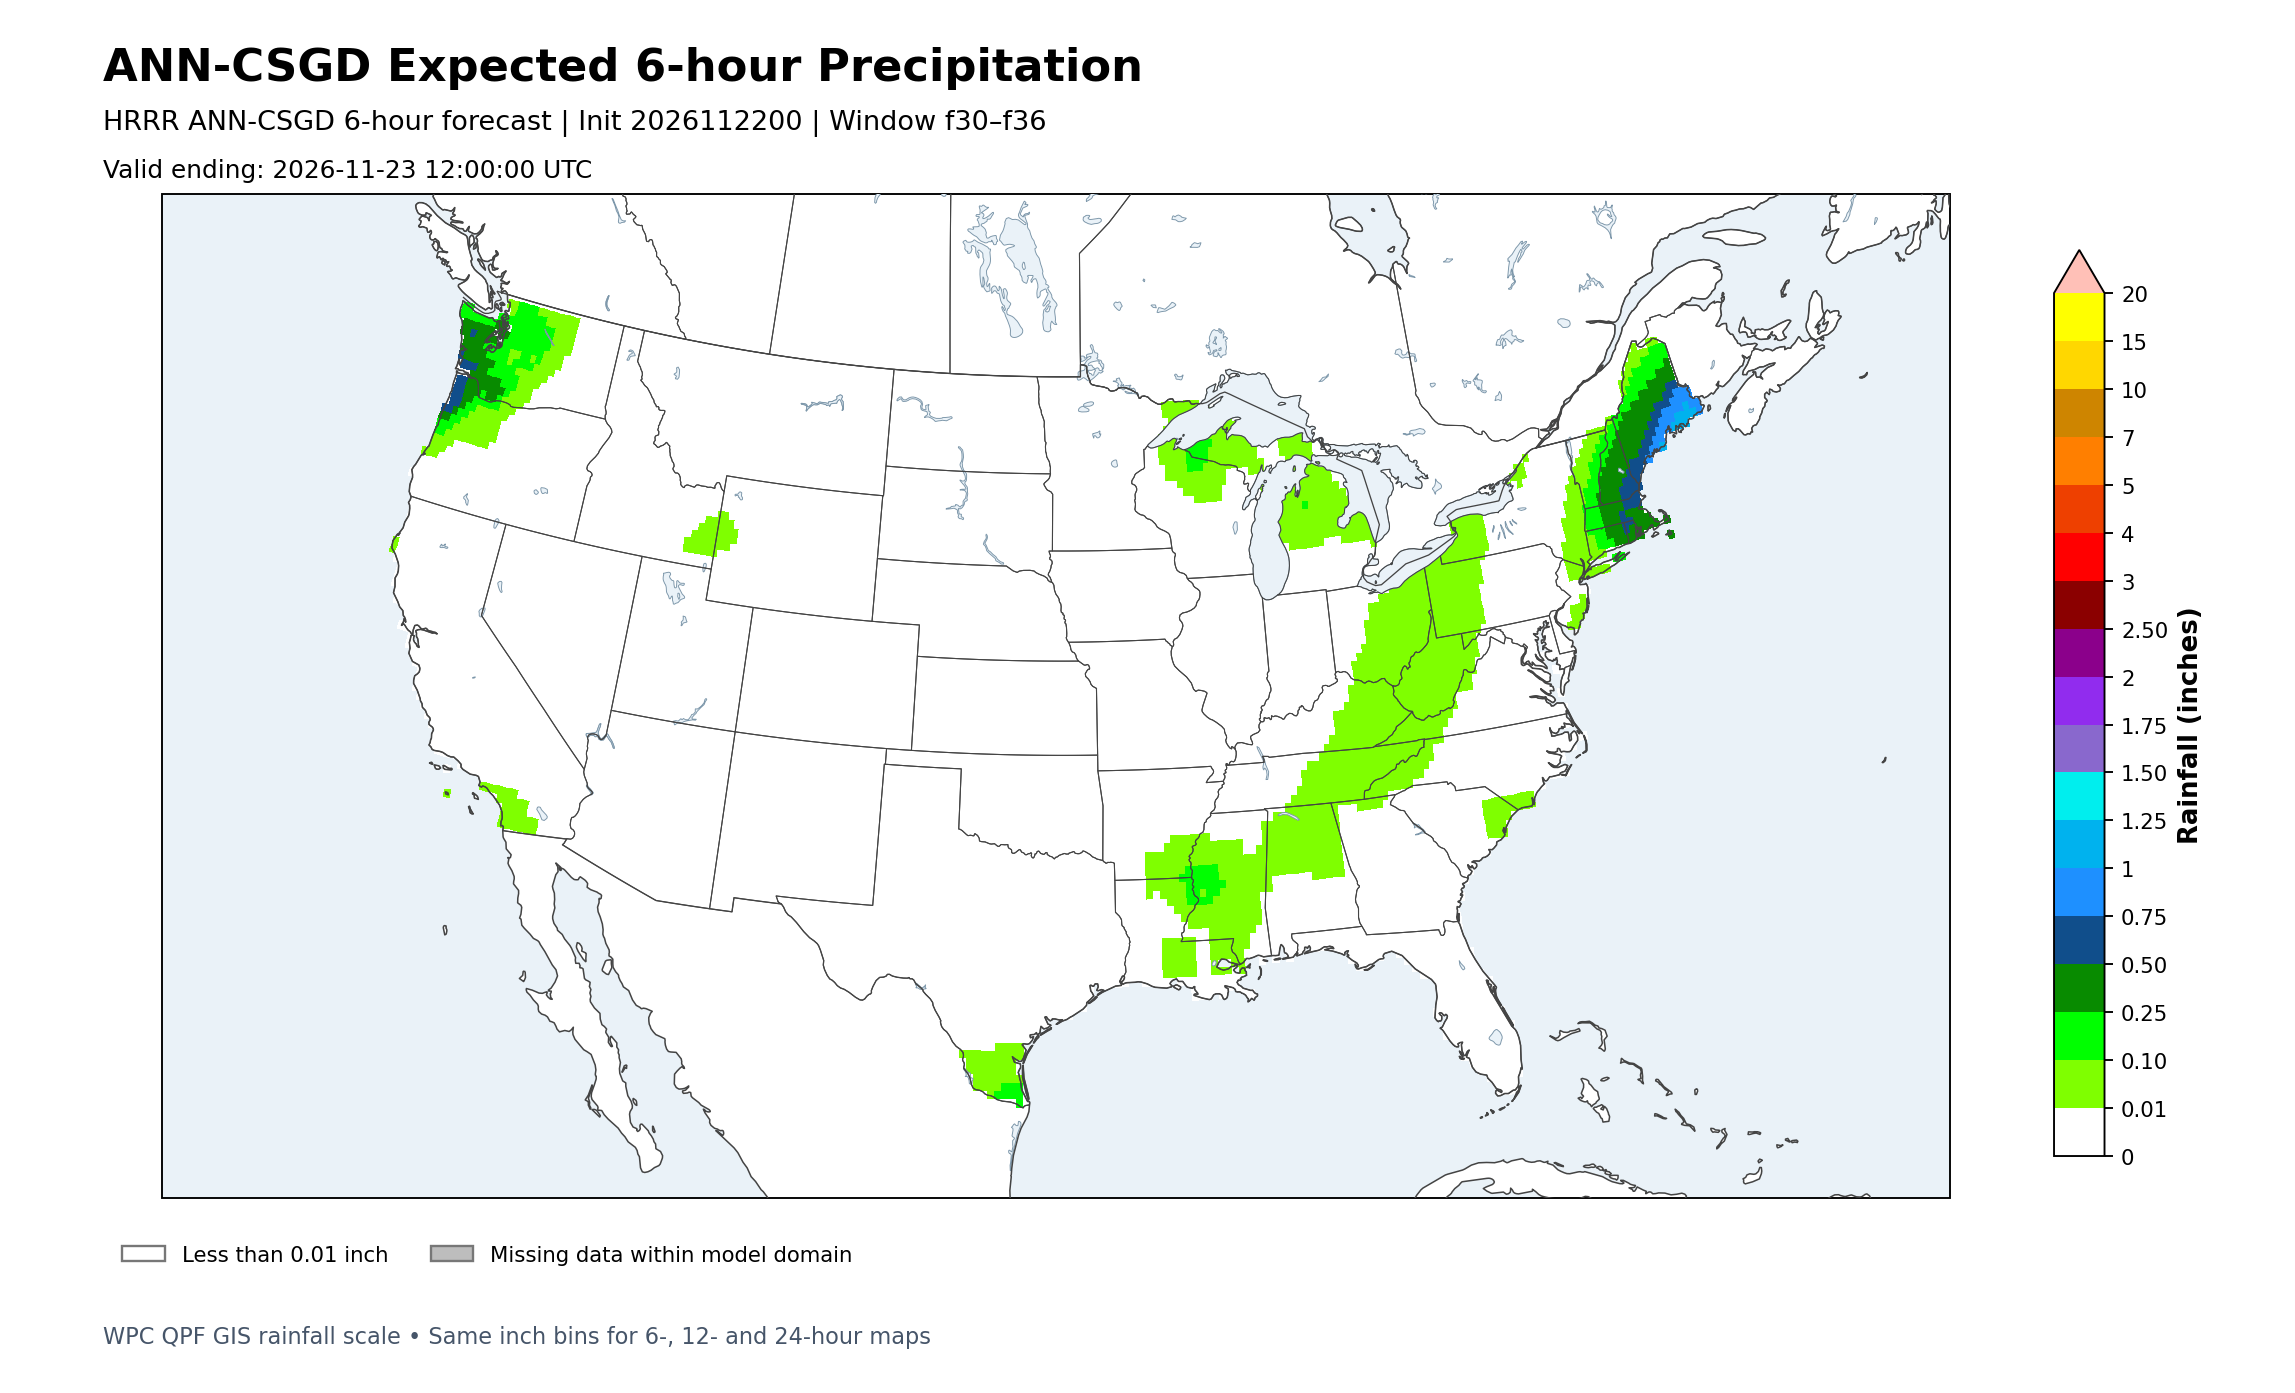 ANN-CSGD Expected 6-hour Precipitation
HRRR ANN-CSGD 6-hour forecast | Init 2026112200 | Window f30–f36
Valid ending: 2026-11-23 12:00:00 UTC
20
15
10
7
5
4
3
2.50
2
1.75
1.50
1.25
1
0.75
0.50
0.25
0.10
0.01
0
Rainfall (inches)
Less than 0.01 inch
Missing data within model domain
WPC QPF GIS rainfall scale • Same inch bins for 6-, 12- and 24-hour maps